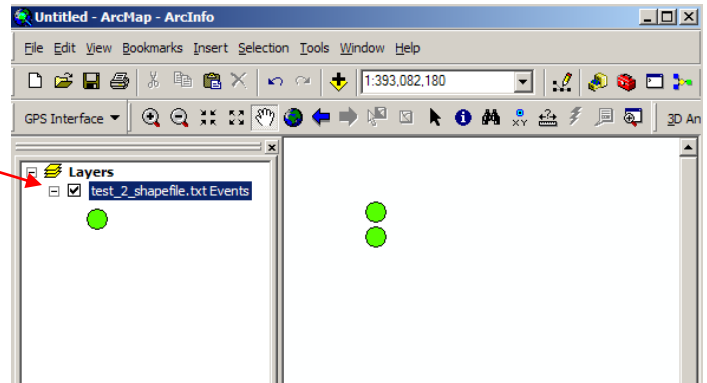 Untitled - ArcMap - ArcInfo
File Edit View Bookmarks Insert Selection Tools Window Help
1:393,082,180
GPS Interface XY 3D An
Layers
test_2_shapefile.txt Events